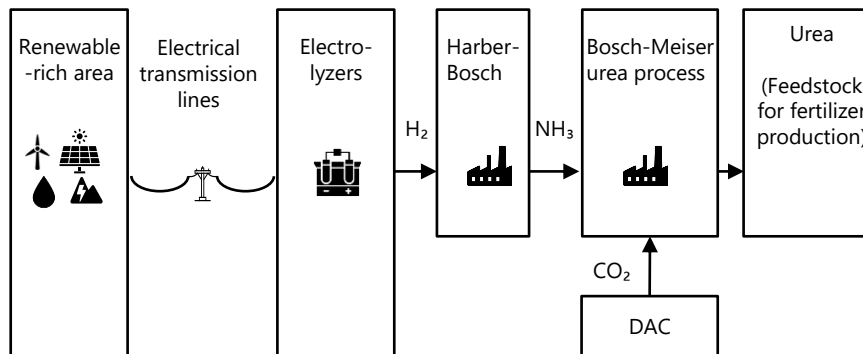 Renewable
-rich area
Electrical
transmission
lines
Electro-
lyzers
H₂
Harber-
Bosch
NH₃
Bosch-Meiser
urea process
CO₂
DAC
Urea
(Feedstock
for fertilizer
production)